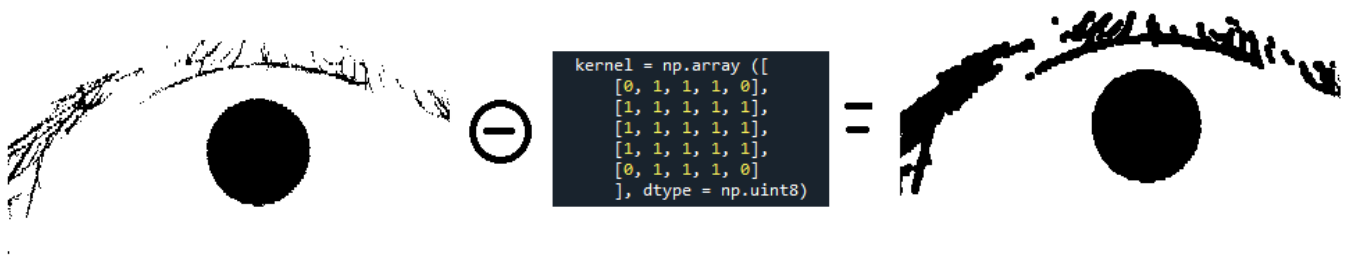 kernel = np.array ([
[0, 1, 1, 1, 0],
[1, 1, 1, 1, 1],
[1, 1, 1, 1, 1],
[1, 1, 1, 1, 1],
[0, 1, 1, 1, 0]
], dtype = np.uint8)
⊖ =